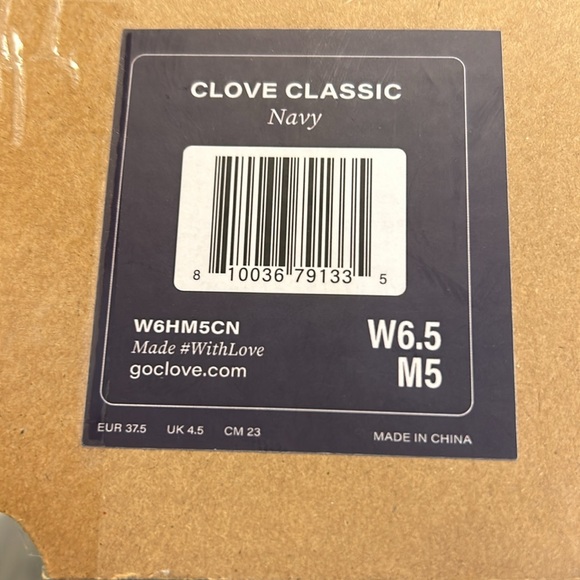 CLOVE CLASSIC
Navy
8 10036 79133 5
W6HM5CN
Made #WithLove
goclove.com
W6.5
M5
EUR 37.5 UK 4.5 CM 23
MADE IN CHINA